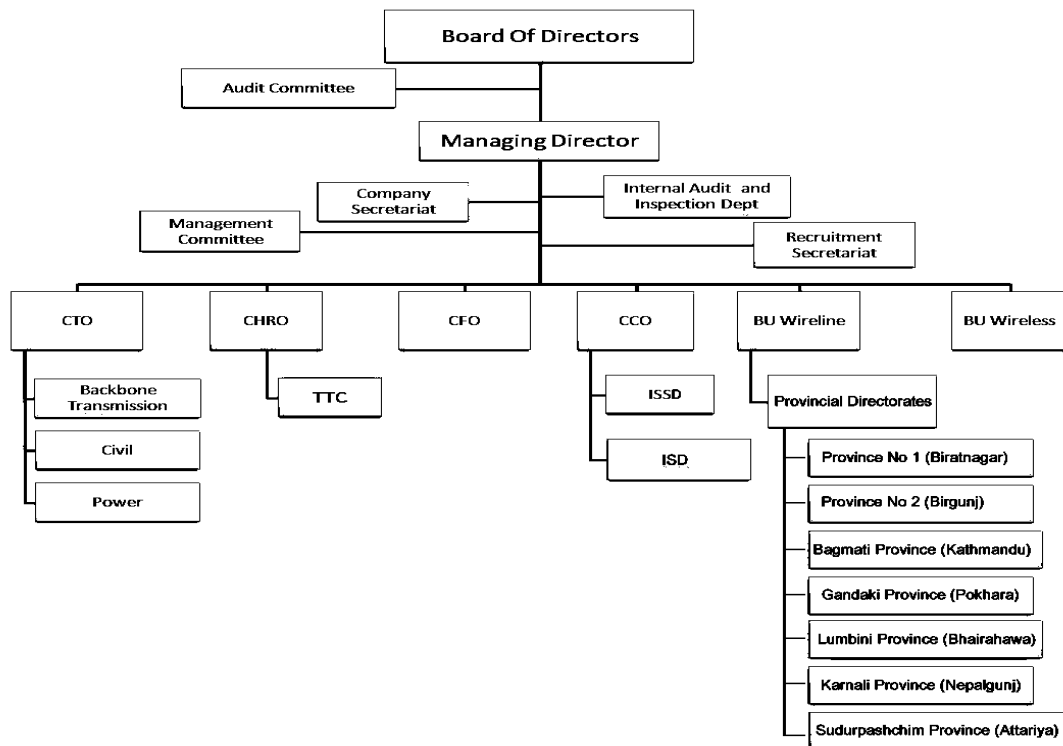 Board Of Directors
Audit Committee
Managing Director
Company
Secretariat
Internal Audit and
Inspection Dept
Management
Committee
Recruitment
Secretariat
CTO
CHRO
CFO
CCO
BU Wireline
BU Wireless
Backbone
Transmission
Civil
Power
TTC
ISSD
ISD
Provincial Directorates
Province No 1 (Biratnagar)
Province No 2 (Birgunj)
Bagmati Province (Kathmandu)
Gandaki Province (Pokhara)
Lumbini Province (Bhairahawa)
Karnali Province (Nepalgunj)
Sudurpashchim Province (Attariya)